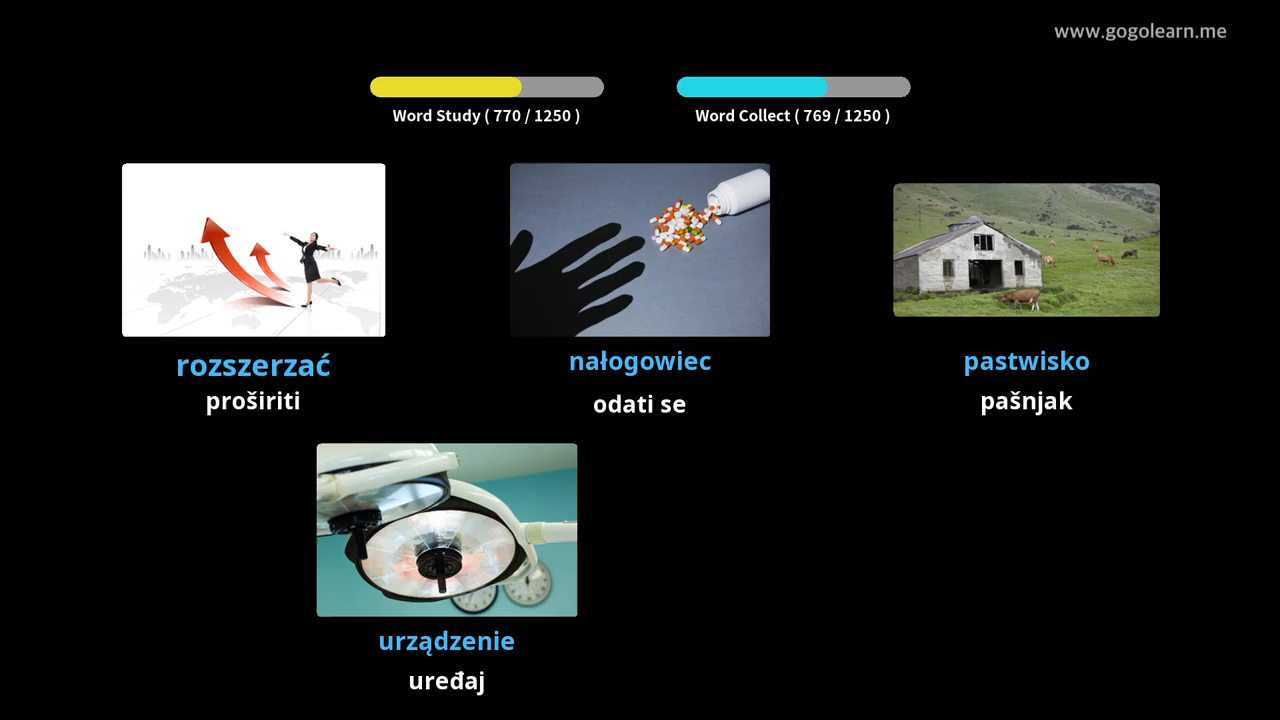 www.gogolearn.me
Word Study ( 770 / 1250 )
Word Collect ( 769 / 1250 )
rozszerzać
proširiti
nałogowiec
odati se
pastwisko
pašnjak
urządzenie
uređaj